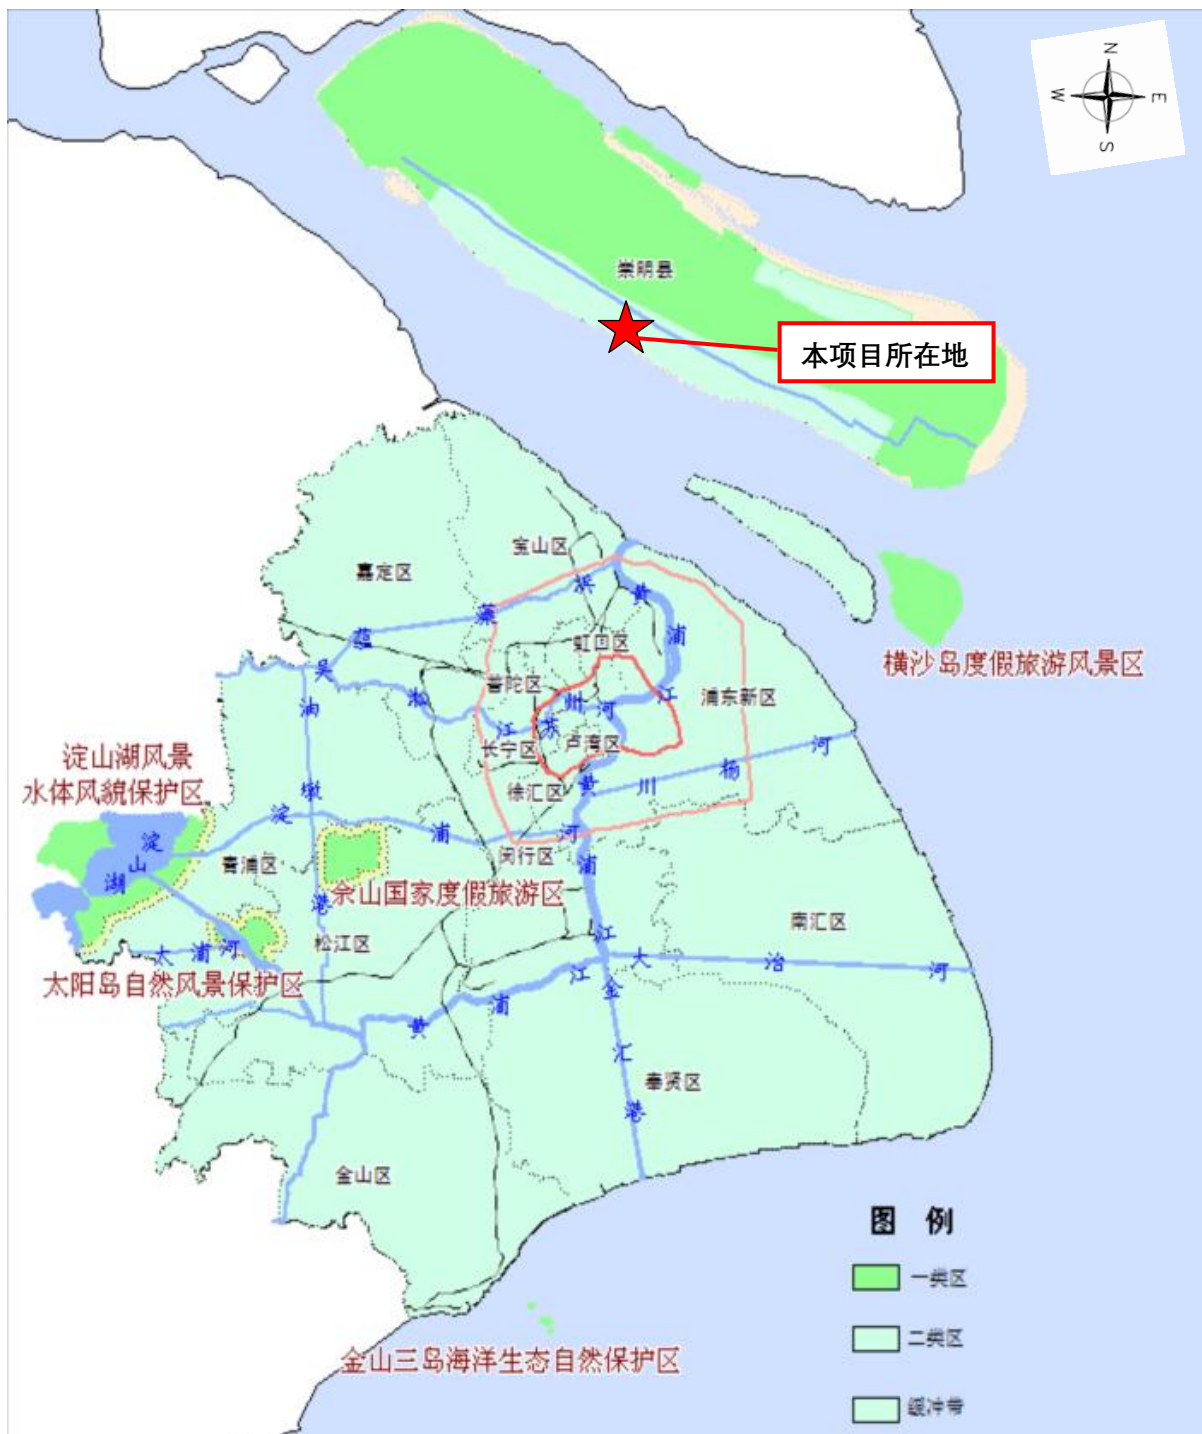 N
W
E
S
崇明县
本项目所在地
宝山区
嘉定区
蕴
藻
浜
黄
浦
江
虹口区
横沙岛度假旅游风景区
吴
淞
江
普陀区
苏
州
河
浦东新区
油
墩
港
长宁区
卢湾区
淀山湖风景
水体风貌保护区
徐汇区
黄
川
杨
河
淀
浦
河
闵行区
浦
江
淀
山
湖
青浦区
佘山国家度假旅游区
南汇区
太
浦
河
松江区
太阳岛自然风景保护区
大
治
河
黄
浦
江
金
汇
港
奉贤区
金山区
图 例
一类区
二类区
缓冲带
金山三岛海洋生态自然保护区